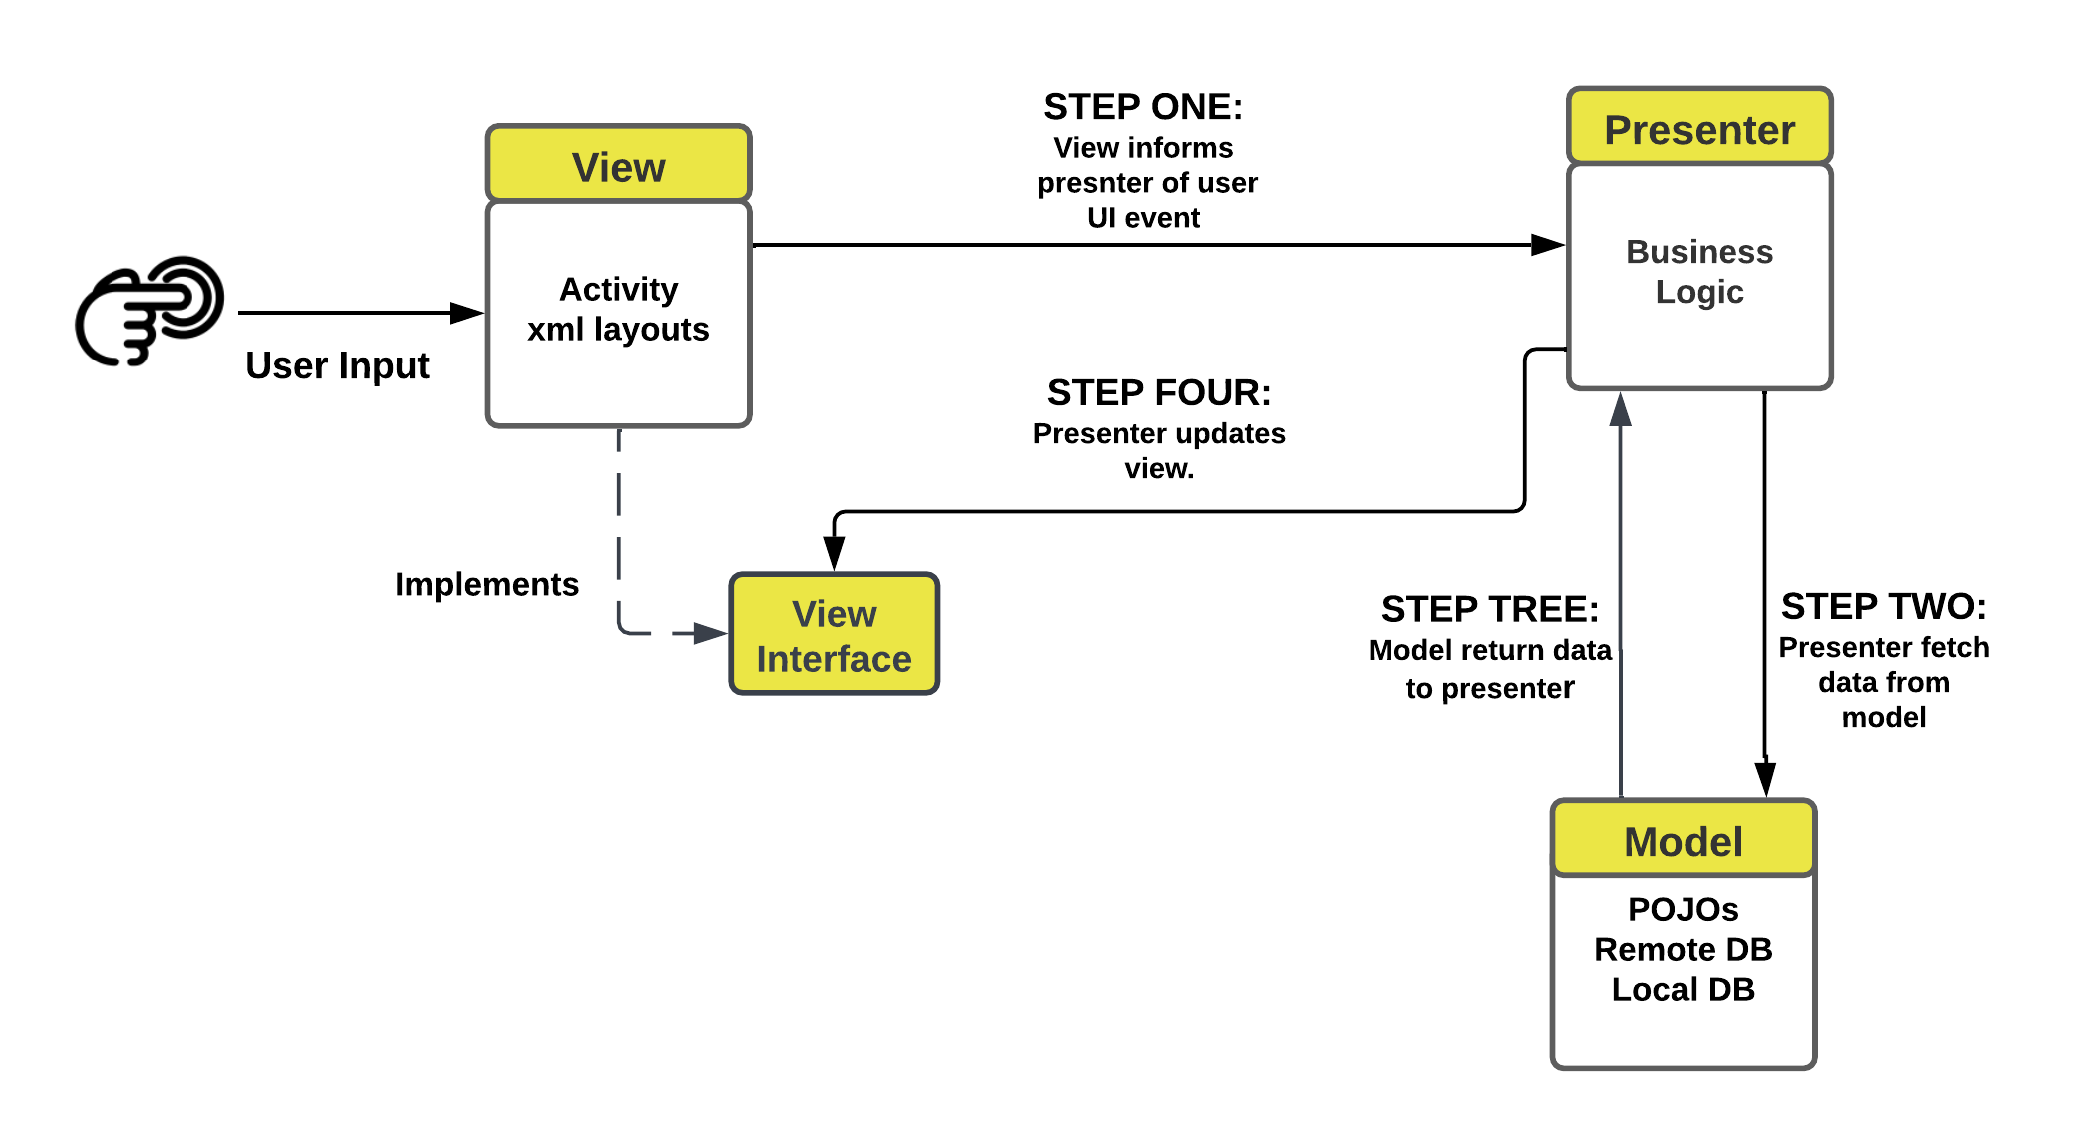 User Input
View
Activity
xml layouts
STEP ONE:
View informs
presnter of user
UI event
Presenter
Business
Logic
STEP FOUR:
Presenter updates
view.
Implements
View
Interface
STEP TREE:
Model return data
to presenter
STEP TWO:
Presenter fetch
data from
model
Model
POJOs
Remote DB
Local DB